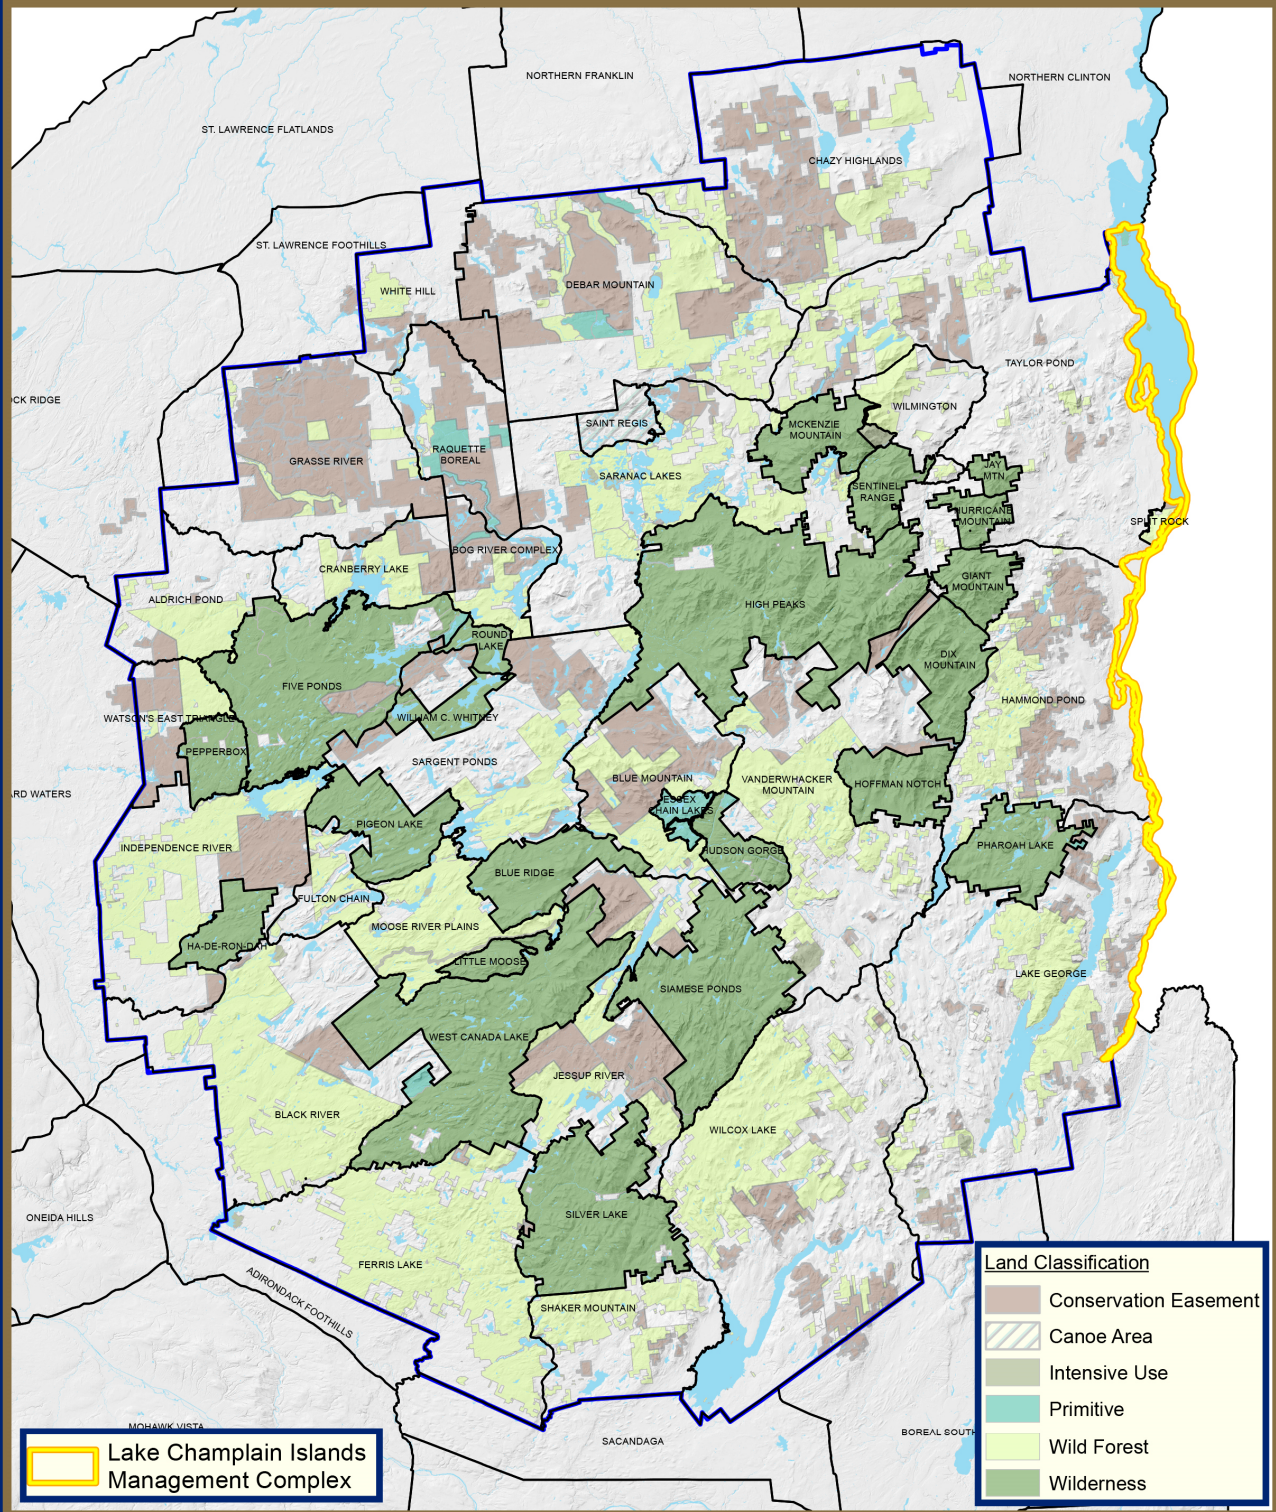 NORTHERN FRANKLIN
NORTHERN CLINTON
ST. LAWRENCE FLATLANDS
CHAZY HIGHLANDS
ST. LAWRENCE FOOTHILLS
DEBAR MOUNTAIN
WHITE HILL
TAYLOR POND
OCK RIDGE
WILMINGTON
SAINT REGIS
MCKENZIE
MOUNTAIN
RAQUETTE
BOREAL
GRASSE RIVER
SARANAC LAKES
JAY
MTN
SENTINEL
RANGE
HURRICANE
MOUNTAIN
SPLIT ROCK
BOG RIVER COMPLEX
CRANBERRY LAKE
GIANT
MOUNTAIN
ALDRICH POND
HIGH PEAKS
ROUND
LAKE
DIX
MOUNTAIN
FIVE PONDS
HAMMOND POND
WATSON'S EAST TRIANGLE
WILLIAM C. WHITNEY
PEPPERBOX
SARGENT PONDS
BLUE MOUNTAIN
VANDERWHACKER
MOUNTAIN
HOFFMAN NOTCH
ARD WATERS
ESSEX
CHAIN LAKES
PIGEON LAKE
INDEPENDENCE RIVER
HUDSON GORGE
PHAROAH LAKE
BLUE RIDGE
FULTON CHAIN
MOOSE RIVER PLAINS
HA-DE-RON-DAH
LITTLE MOOSE
LAKE GEORGE
SIAMESE PONDS
WEST CANADA LAKE
JESSUP RIVER
BLACK RIVER
WILCOX LAKE
ONEIDA HILLS
SILVER LAKE
FERRIS LAKE
ADIRONDACK FOOTHILLS
SHAKER MOUNTAIN
MOHAWK VISTA
SACANDAGA
BOREAL SOUTH
Land Classification
Conservation Easement
Canoe Area
Intensive Use
Primitive
Wild Forest
Wilderness
Lake Champlain Islands
Management Complex